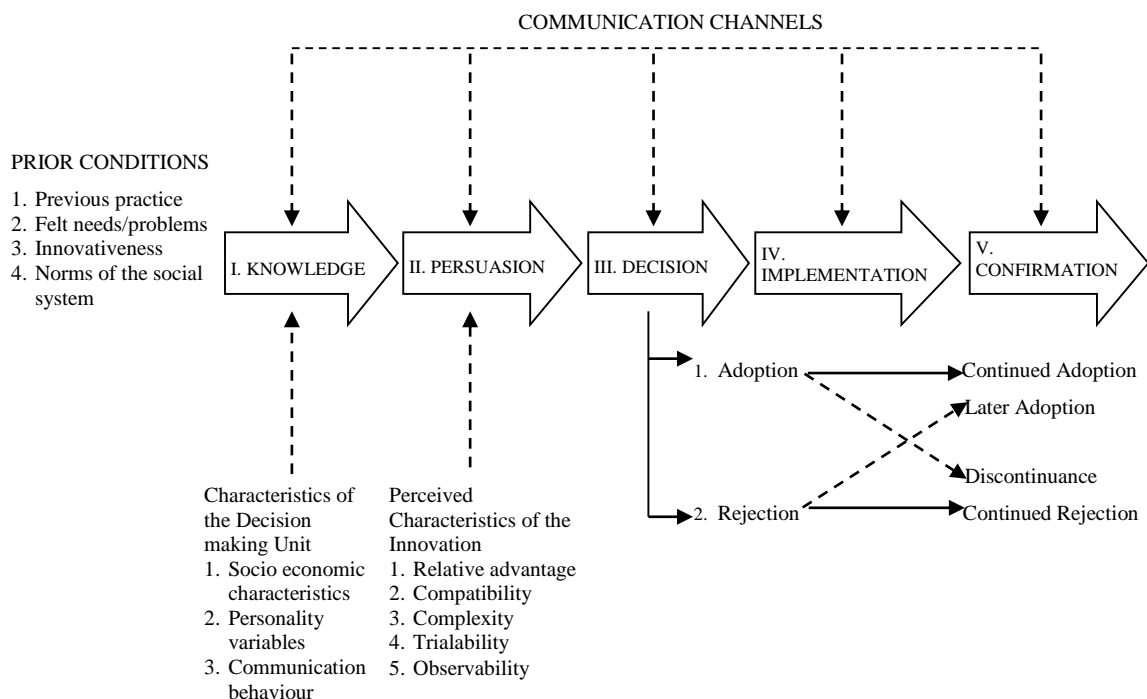 COMMUNICATION CHANNELS
PRIOR CONDITIONS
1. Previous practice
2. Felt needs/problems
3. Innovativeness
4. Norms of the social
system
I. KNOWLEDGE
II. PERSUASION
III. DECISION
IV.
IMPLEMENTATION
V.
CONFIRMATION
1. Adoption
Continued Adoption
Later Adoption
Discontinuance
2. Rejection
Continued Rejection
Characteristics of
the Decision
making Unit
1. Socio economic
characteristics
2. Personality
variables
3. Communication
behaviour
Perceived
Characteristics of the
Innovation
1. Relative advantage
2. Compatibility
3. Complexity
4. Trialability
5. Observability